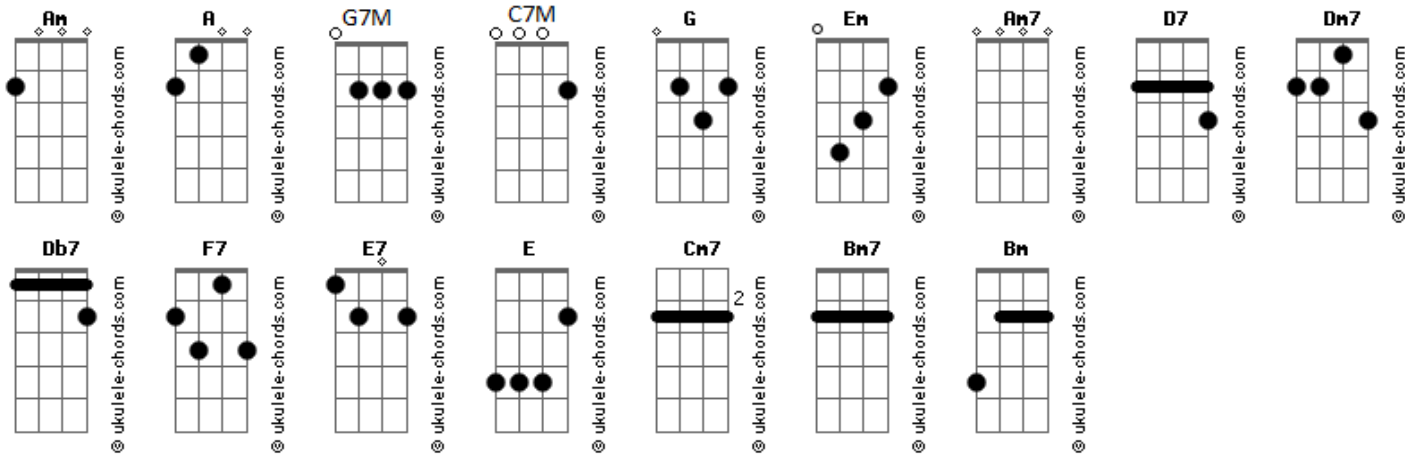 Am A G7M C7M G Em Am7 D7 Dm7
© ukulele-chords.com © ukulele-chords.com © ukulele-chords.com © ukulele-chords.com © ukulele-chords.com © ukulele-chords.com © ukulele-chords.com © ukulele-chords.com © ukulele-chords.com
Db7 F7 E7 E Cm7 Bm7 Bm
2
© ukulele-chords.com © ukulele-chords.com © ukulele-chords.com © ukulele-chords.com © ukulele-chords.com © ukulele-chords.com © ukulele-chords.com